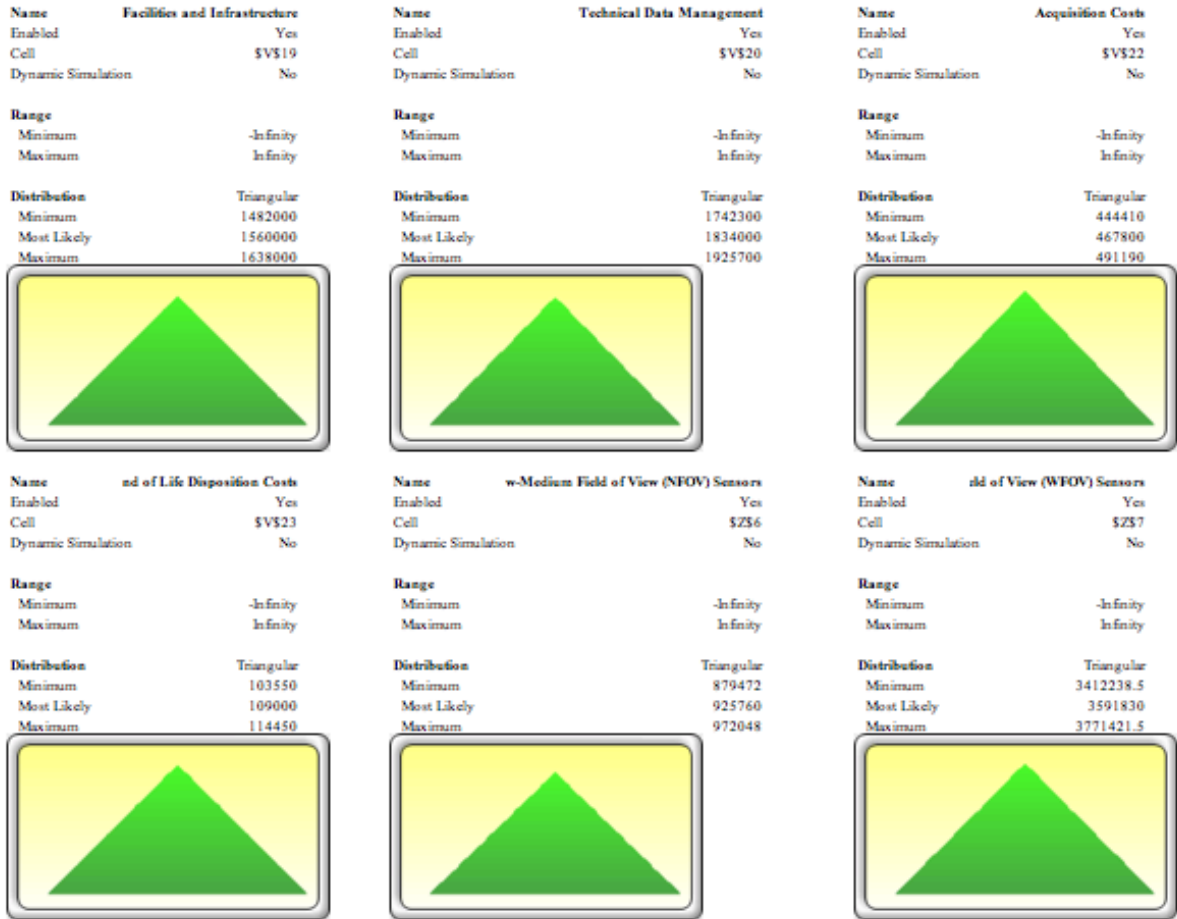 Name Facilities and Infrastructure
Enabled Yes
Cell $V$19
Dynamic Simulation No
Range
Minimum -Infinity
Maximum Infinity
Distribution Triangular
Minimum 1482000
Most Likely 1560000
Maximum 1638000
Name Technical Data Management
Enabled Yes
Cell $V$20
Dynamic Simulation No
Range
Minimum -Infinity
Maximum Infinity
Distribution Triangular
Minimum 1742300
Most Likely 1834000
Maximum 1925700
Name Acquisition Costs
Enabled Yes
Cell $V$22
Dynamic Simulation No
Range
Minimum -Infinity
Maximum Infinity
Distribution Triangular
Minimum 444410
Most Likely 467800
Maximum 491190
Name nd of Life Disposition Costs
Enabled Yes
Cell $V$23
Dynamic Simulation No
Range
Minimum -Infinity
Maximum Infinity
Distribution Triangular
Minimum 103550
Most Likely 109000
Maximum 114450
Name w-Medium Field of View (NFOV) Sensors
Enabled Yes
Cell $Z$6
Dynamic Simulation No
Range
Minimum -Infinity
Maximum Infinity
Distribution Triangular
Minimum 879472
Most Likely 925760
Maximum 972048
Name eld of View (WFOV) Sensors
Enabled Yes
Cell $Z$7
Dynamic Simulation No
Range
Minimum -Infinity
Maximum Infinity
Distribution Triangular
Minimum 3412238.5
Most Likely 3591830
Maximum 3771421.5